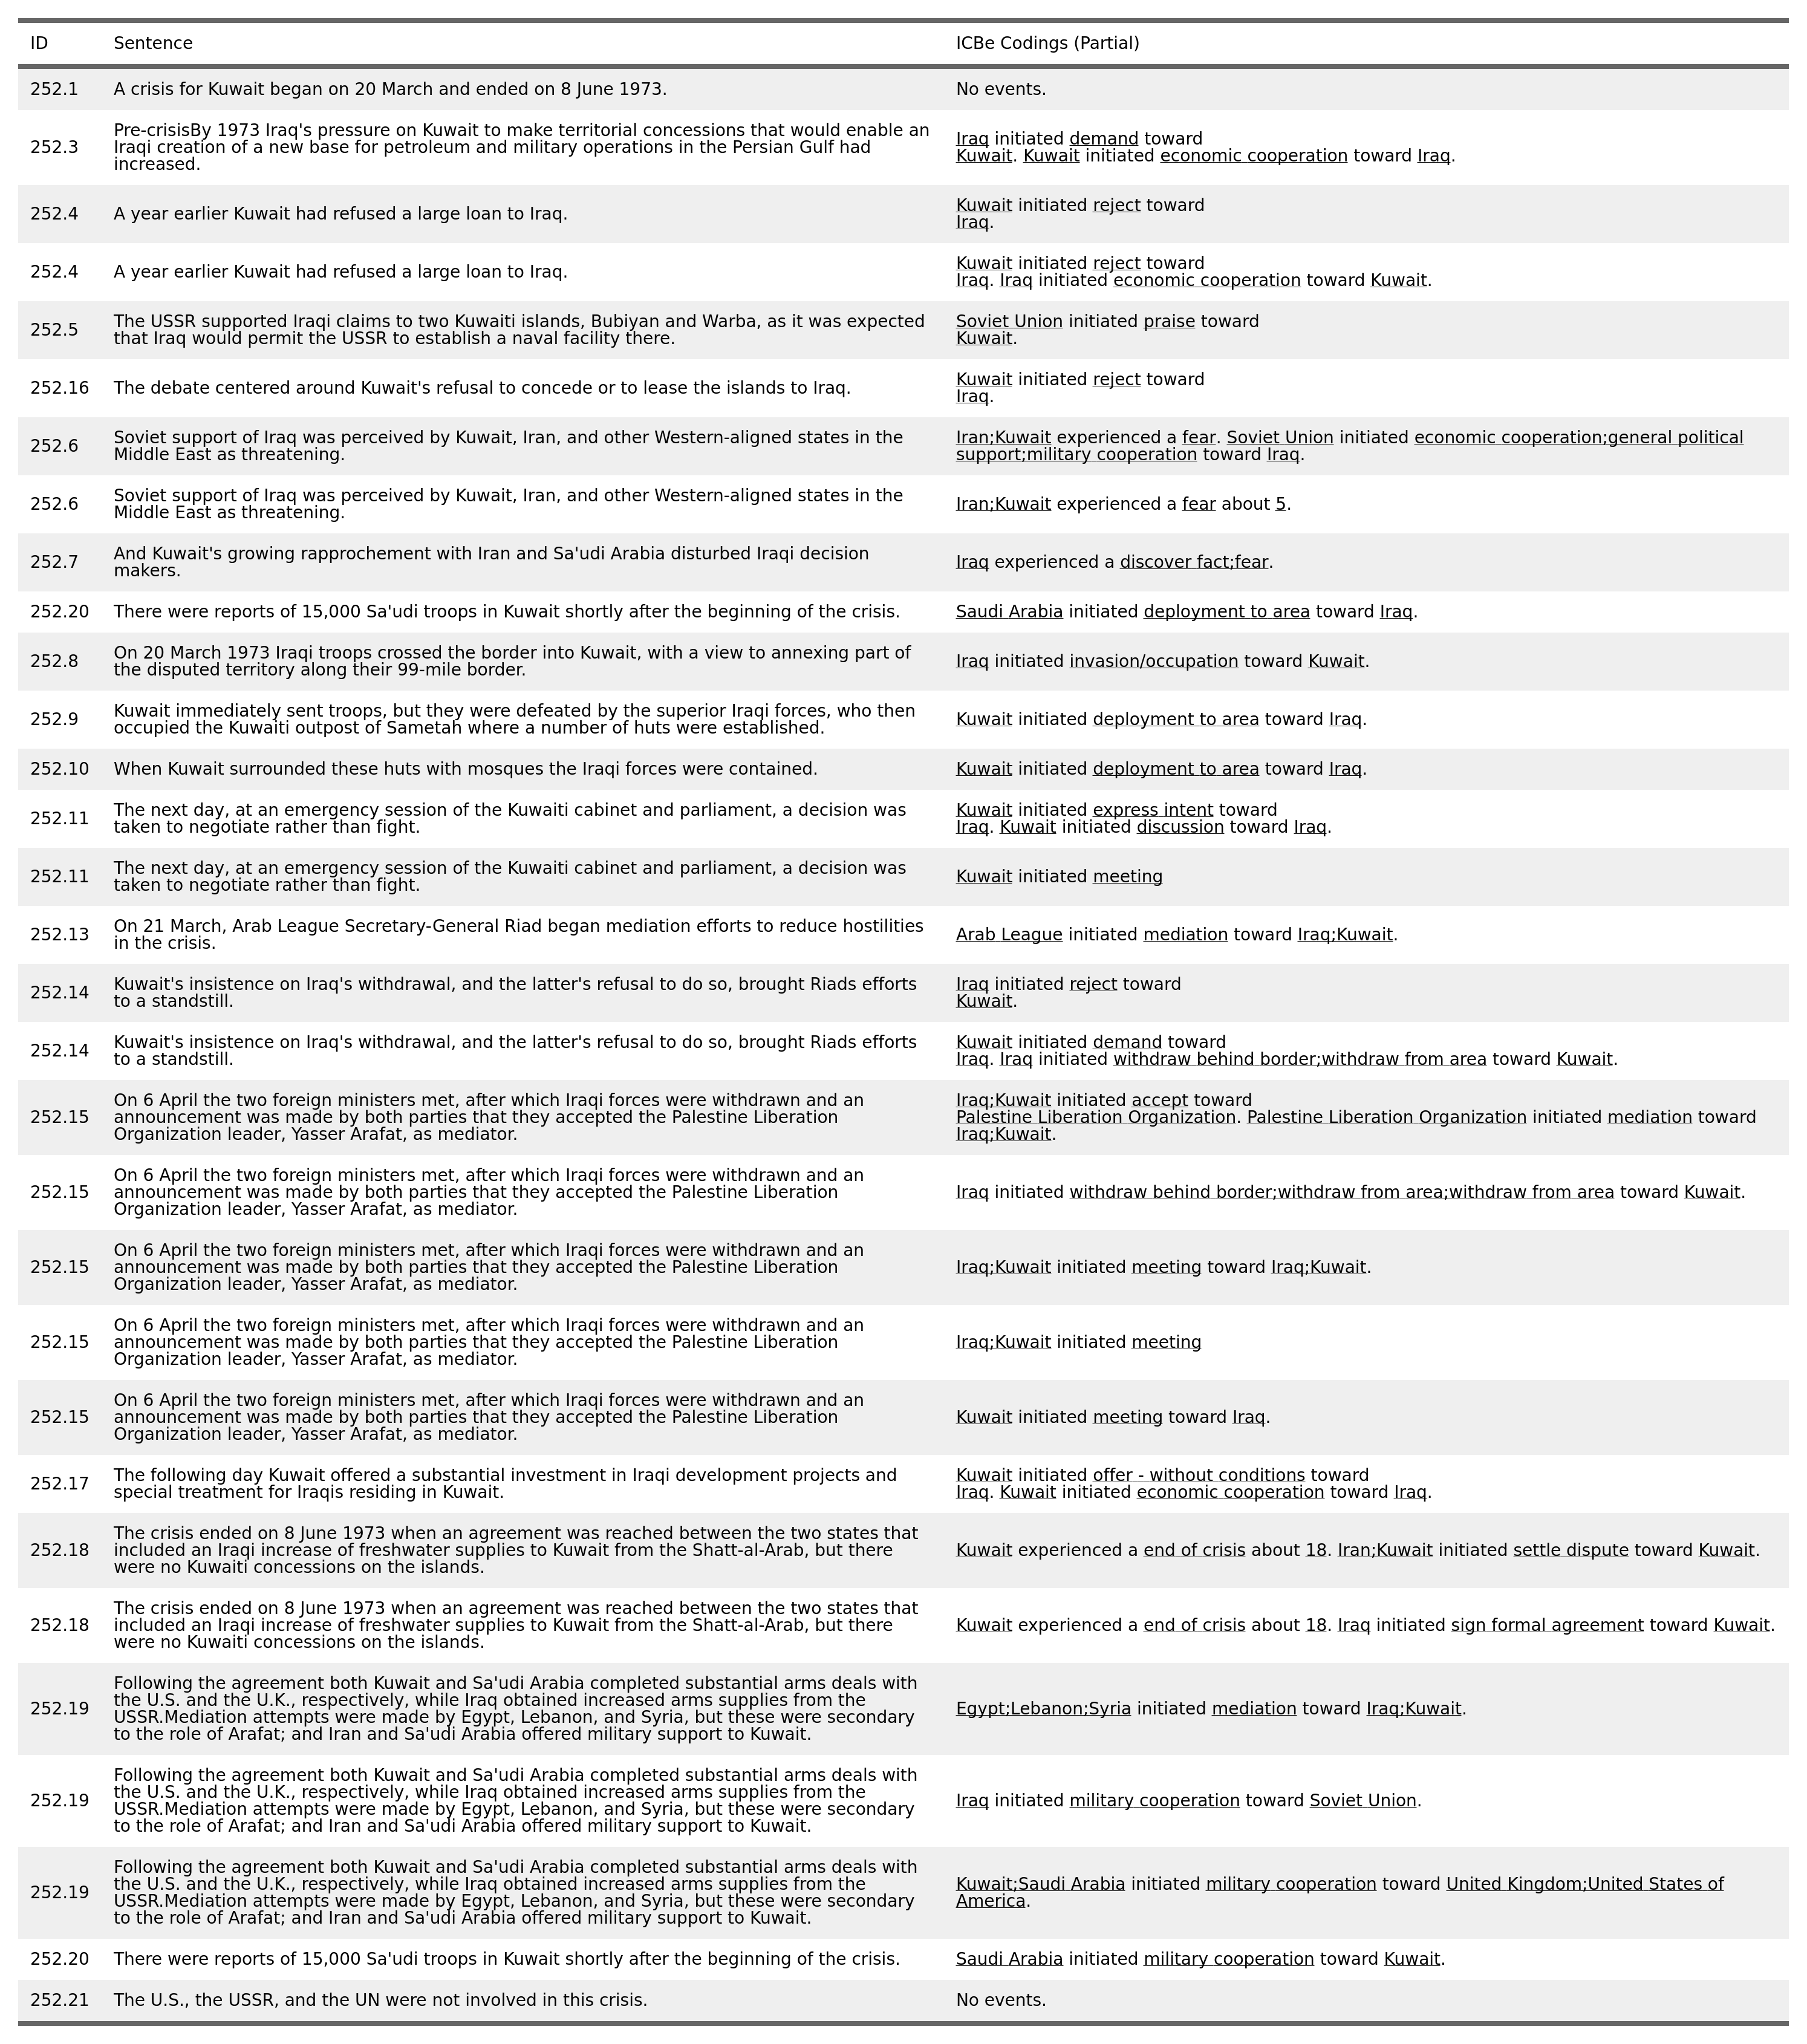 ID Sentence ICBe Codings (Partial)
252.1 A crisis for Kuwait began on 20 March and ended on 8 June 1973. No events.
252.3 Pre-crisisBy 1973 Iraq's pressure on Kuwait to make territorial concessions that would enable an
Iraqi creation of a new base for petroleum and military operations in the Persian Gulf had
increased.
Iraq initiated demand toward
Kuwait. Kuwait initiated economic cooperation toward Iraq.
252.4 A year earlier Kuwait had refused a large loan to Iraq.
Kuwait initiated reject toward
Iraq.
252.4 A year earlier Kuwait had refused a large loan to Iraq.
Kuwait initiated reject toward
Iraq. Iraq initiated economic cooperation toward Kuwait.
252.5 The USSR supported Iraqi claims to two Kuwaiti islands, Bubiyan and Warba, as it was expected
that Iraq would permit the USSR to establish a naval facility there.
Soviet Union initiated praise toward
Kuwait.
252.16 The debate centered around Kuwait's refusal to concede or to lease the islands to Iraq.
Kuwait initiated reject toward
Iraq.
252.6 Soviet support of Iraq was perceived by Kuwait, Iran, and other Western-aligned states in the
Middle East as threatening.
Iran;Kuwait experienced a fear. Soviet Union initiated economic cooperation;general political
support;military cooperation toward Iraq.
252.6 Soviet support of Iraq was perceived by Kuwait, Iran, and other Western-aligned states in the
Middle East as threatening.
Iran;Kuwait experienced a fear about 5.
252.7 And Kuwait's growing rapprochement with Iran and Sa'udi Arabia disturbed Iraqi decision
makers.
Iraq experienced a discover fact;fear.
252.20 There were reports of 15,000 Sa'udi troops in Kuwait shortly after the beginning of the crisis. Saudi Arabia initiated deployment to area toward Iraq.
252.8 On 20 March 1973 Iraqi troops crossed the border into Kuwait, with a view to annexing part of
the disputed territory along their 99-mile border.
Iraq initiated invasion/occupation toward Kuwait.
252.9 Kuwait immediately sent troops, but they were defeated by the superior Iraqi forces, who then
occupied the Kuwaiti outpost of Sametah where a number of huts were established.
Kuwait initiated deployment to area toward Iraq.
252.10 When Kuwait surrounded these huts with mosques the Iraqi forces were contained. Kuwait initiated deployment to area toward Iraq.
252.11 The next day, at an emergency session of the Kuwaiti cabinet and parliament, a decision was
taken to negotiate rather than fight.
Kuwait initiated express intent toward
Iraq. Kuwait initiated discussion toward Iraq.
252.11 The next day, at an emergency session of the Kuwaiti cabinet and parliament, a decision was
taken to negotiate rather than fight.
Kuwait initiated meeting
252.13 On 21 March, Arab League Secretary-General Riad began mediation efforts to reduce hostilities
in the crisis.
Arab League initiated mediation toward Iraq;Kuwait.
252.14 Kuwait's insistence on Iraq's withdrawal, and the latter's refusal to do so, brought Riads efforts
to a standstill.
Iraq initiated reject toward
Kuwait.
252.14 Kuwait's insistence on Iraq's withdrawal, and the latter's refusal to do so, brought Riads efforts
to a standstill.
Kuwait initiated demand toward
Iraq. Iraq initiated withdraw behind border;withdraw from area toward Kuwait.
252.15 On 6 April the two foreign ministers met, after which Iraqi forces were withdrawn and an
announcement was made by both parties that they accepted the Palestine Liberation
Organization leader, Yasser Arafat, as mediator.
Iraq;Kuwait initiated accept toward
Palestine Liberation Organization. Palestine Liberation Organization initiated mediation toward
Iraq;Kuwait.
252.15 On 6 April the two foreign ministers met, after which Iraqi forces were withdrawn and an
announcement was made by both parties that they accepted the Palestine Liberation
Organization leader, Yasser Arafat, as mediator.
Iraq initiated withdraw behind border;withdraw from area;withdraw from area toward Kuwait.
252.15 On 6 April the two foreign ministers met, after which Iraqi forces were withdrawn and an
announcement was made by both parties that they accepted the Palestine Liberation
Organization leader, Yasser Arafat, as mediator.
Iraq;Kuwait initiated meeting toward Iraq;Kuwait.
252.15 On 6 April the two foreign ministers met, after which Iraqi forces were withdrawn and an
announcement was made by both parties that they accepted the Palestine Liberation
Organization leader, Yasser Arafat, as mediator.
Iraq;Kuwait initiated meeting
252.15 On 6 April the two foreign ministers met, after which Iraqi forces were withdrawn and an
announcement was made by both parties that they accepted the Palestine Liberation
Organization leader, Yasser Arafat, as mediator.
Kuwait initiated meeting toward Iraq.
252.17 The following day Kuwait offered a substantial investment in Iraqi development projects and
special treatment for Iraqis residing in Kuwait.
Kuwait initiated offer - without conditions toward
Iraq. Kuwait initiated economic cooperation toward Iraq.
252.18 The crisis ended on 8 June 1973 when an agreement was reached between the two states that
included an Iraqi increase of freshwater supplies to Kuwait from the Shatt-al-Arab, but there
were no Kuwaiti concessions on the islands.
Kuwait experienced a end of crisis about 18. Iran;Kuwait initiated settle dispute toward Kuwait.
252.18 The crisis ended on 8 June 1973 when an agreement was reached between the two states that
included an Iraqi increase of freshwater supplies to Kuwait from the Shatt-al-Arab, but there
were no Kuwaiti concessions on the islands.
Kuwait experienced a end of crisis about 18. Iraq initiated sign formal agreement toward Kuwait.
252.19 Following the agreement both Kuwait and Sa'udi Arabia completed substantial arms deals with
the U.S. and the U.K., respectively, while Iraq obtained increased arms supplies from the
USSR.Mediation attempts were made by Egypt, Lebanon, and Syria, but these were secondary
to the role of Arafat; and Iran and Sa'udi Arabia offered military support to Kuwait.
Egypt;Lebanon;Syria initiated mediation toward Iraq;Kuwait.
252.19 Following the agreement both Kuwait and Sa'udi Arabia completed substantial arms deals with
the U.S. and the U.K., respectively, while Iraq obtained increased arms supplies from the
USSR.Mediation attempts were made by Egypt, Lebanon, and Syria, but these were secondary
to the role of Arafat; and Iran and Sa'udi Arabia offered military support to Kuwait.
Iraq initiated military cooperation toward Soviet Union.
252.19 Following the agreement both Kuwait and Sa'udi Arabia completed substantial arms deals with
the U.S. and the U.K., respectively, while Iraq obtained increased arms supplies from the
USSR.Mediation attempts were made by Egypt, Lebanon, and Syria, but these were secondary
to the role of Arafat; and Iran and Sa'udi Arabia offered military support to Kuwait.
Kuwait;Saudi Arabia initiated military cooperation toward United Kingdom;United States of
America.
252.20 There were reports of 15,000 Sa'udi troops in Kuwait shortly after the beginning of the crisis. Saudi Arabia initiated military cooperation toward Kuwait.
252.21 The U.S., the USSR, and the UN were not involved in this crisis. No events.